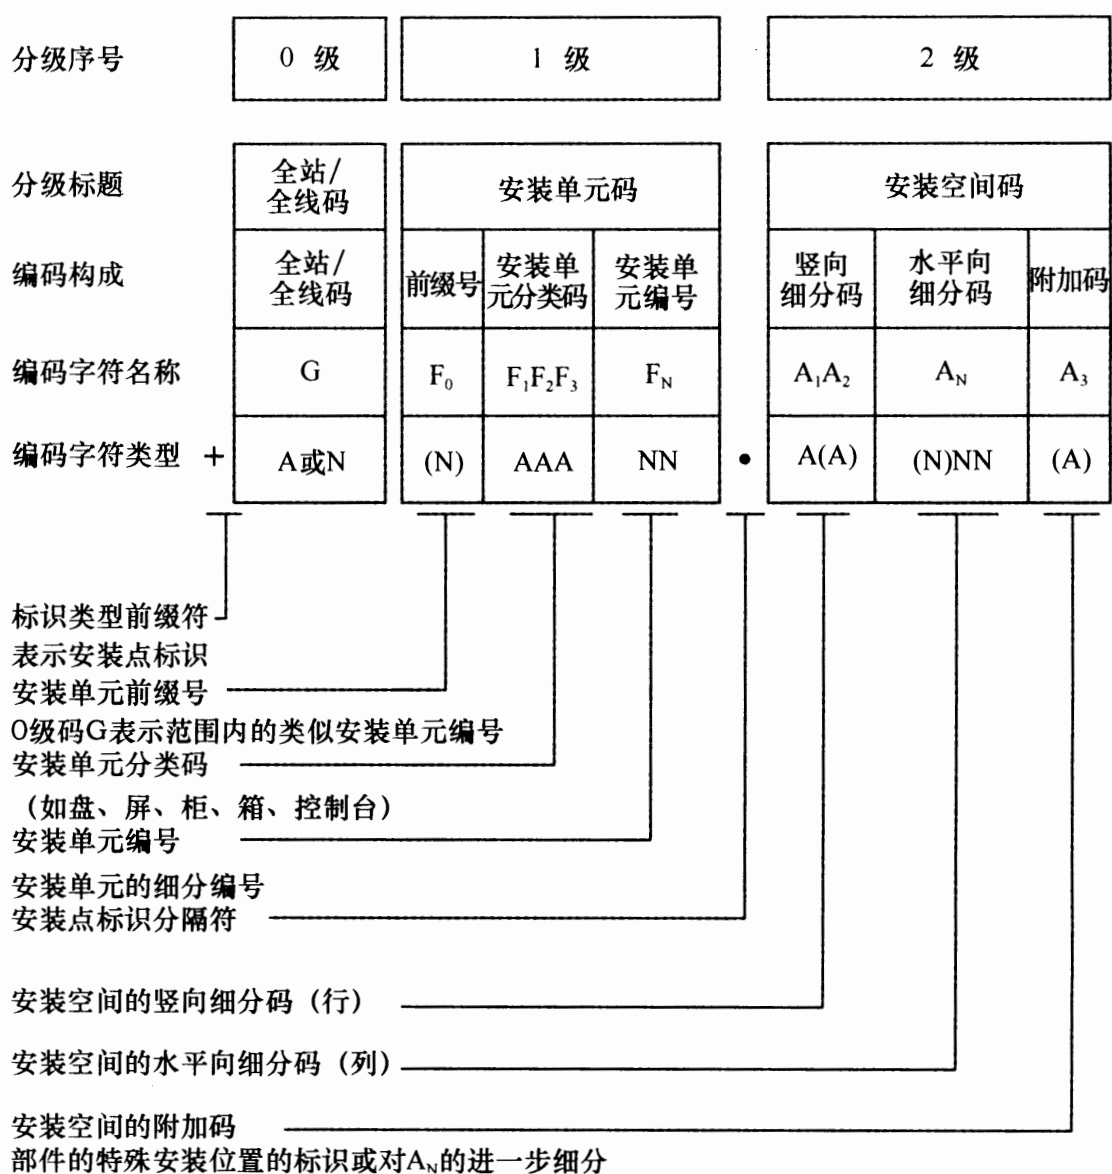 分级序号 0 级 1 级 2 级
分级标题 全站/全线码 安装单元码 安装空间码
编码构成 全站/全线码 前缀号 安装单元分类码 安装单元编号 竖向细分码 水平向细分码 附加码
编码字符名称 G F₀ F₁F₂F₃ F_N A₁A₂ A_N A₃
编码字符类型 + A或N (N) AAA NN • A(A) (N)NN (A)
标识类型前缀符
表示安装点标识
安装单元前缀号
0级码G表示范围内的类似安装单元编号
安装单元分类码
（如盘、屏、柜、箱、控制台）
安装单元编号
安装单元的细分编号
安装点标识分隔符
安装空间的竖向细分码（行）
安装空间的水平向细分码（列）
安装空间的附加码
部件的特殊安装位置的标识或对A_N的进一步细分